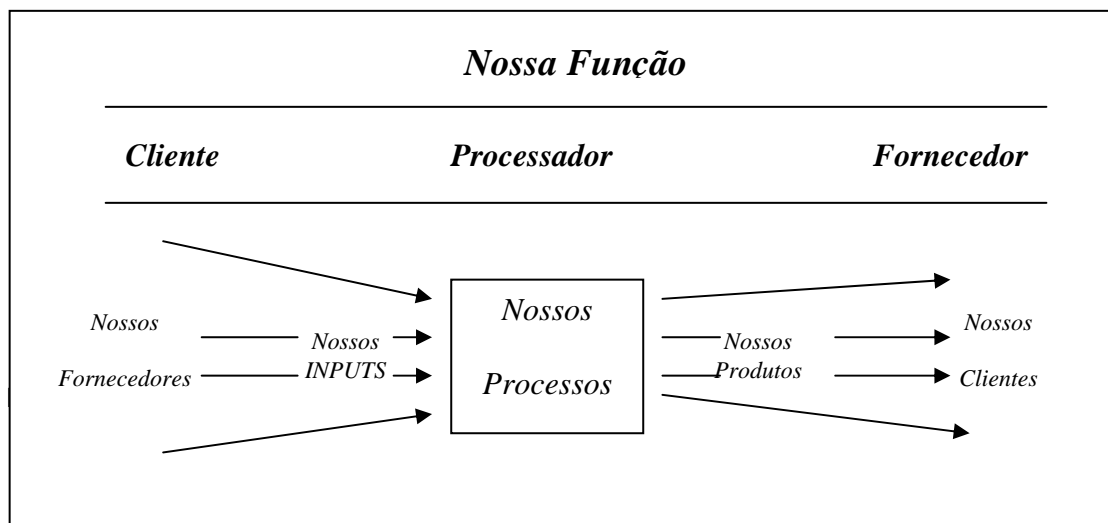 Nossa Função
Cliente Processador Fornecedor
Nossos
Fornecedores
Nossos
INPUTS
Nossos
Processos
Nossos
Produtos
Nossos
Clientes